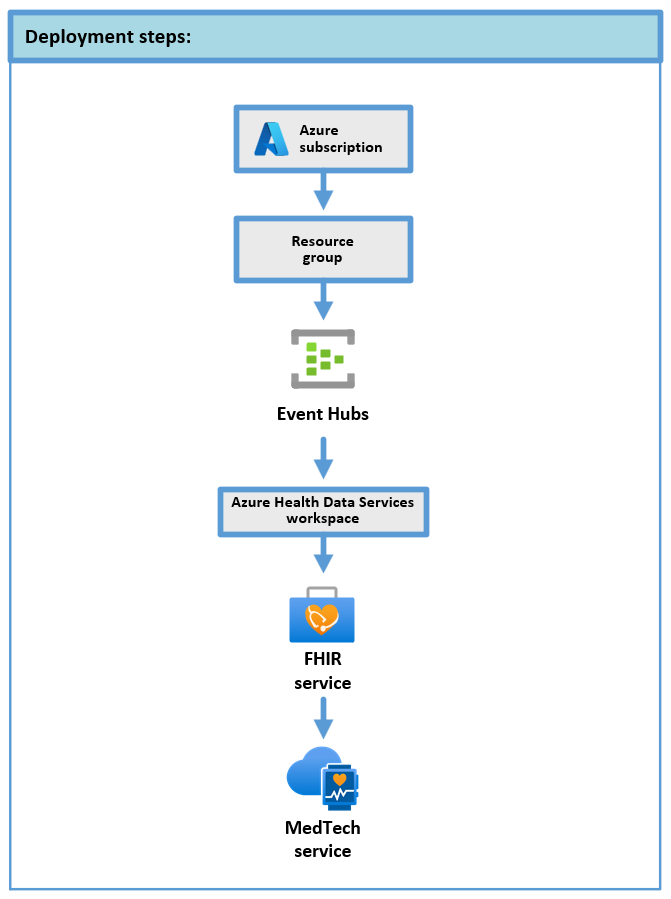 Deployment steps:
Azure
subscription
Resource
group
Event Hubs
Azure Health Data Services
workspace
FHIR
service
MedTech
service